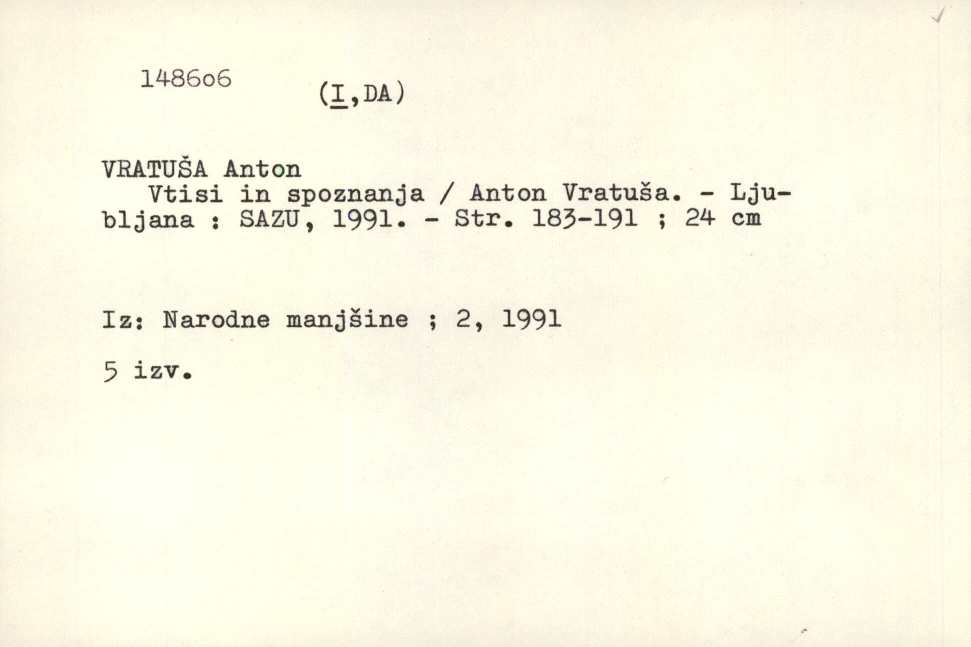 148606
(I,DA)
VRATUŠA Anton
Vtisi in spoznanja / Anton Vratuša. - Lju-
bljana : SAZU, 1991. - Str. 183-191 ; 24 cm
Iz: Narodne manjšine ; 2, 1991
5 izv.